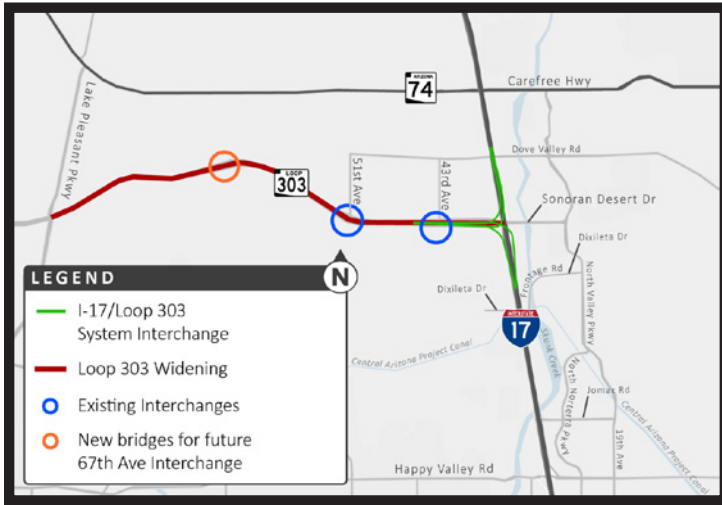 Carefree Hwy
ARIZONA
74
Lake Pleasant Pkwy
Dove Valley Rd
51st Ave
43rd Ave
LOOP
303
Sonoran Desert Dr
Dixileta Dr
LEGEND
N
I-17/Loop 303
System Interchange
Loop 303 Widening
Existing Interchanges
New bridges for future
67th Ave Interchange
Frontage Rd
North Valley Pkwy
Dixileta Dr
INTERSTATE
17
Skunk Creek
Central Arizona Project Canal
North Norterra Pkwy
Jomax Rd
Central Arizona Project Canal
19th Ave
Happy Valley Rd